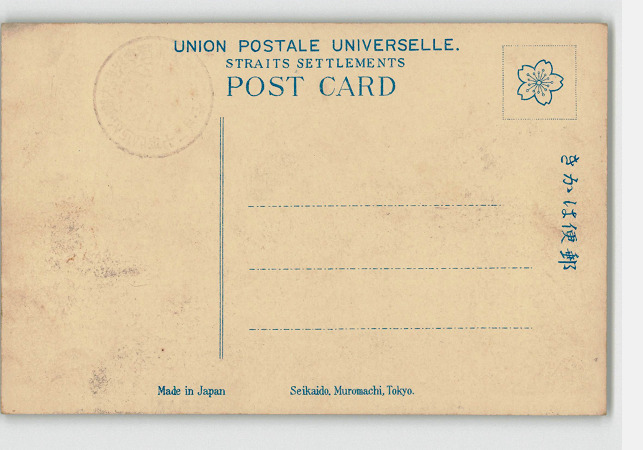 UNION POSTALE UNIVERSELLE.
STRAITS SETTLEMENTS
POST CARD
きかは便郵
Made in Japan
Seikaido, Muromachi, Tokyo.